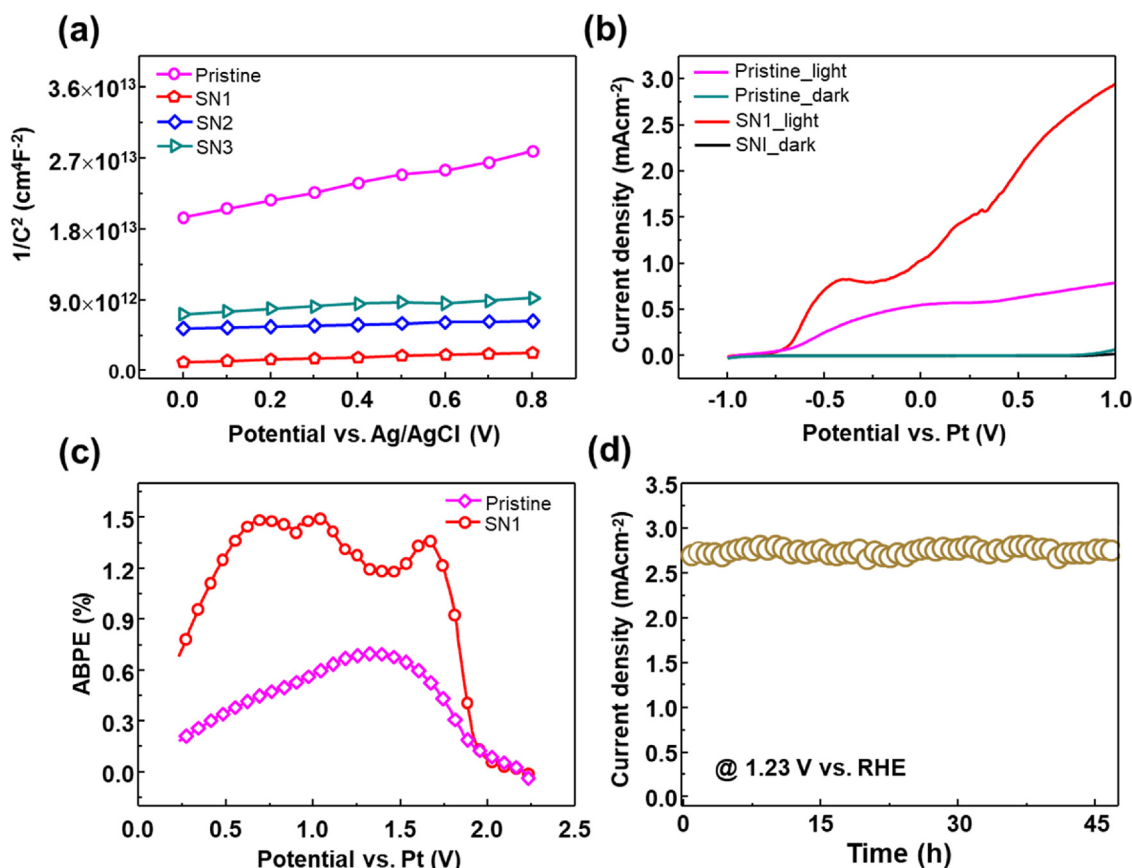 (a)
1/C² (cm⁴F⁻²)
3.6×10¹³
2.7×10¹³
1.8×10¹³
9.0×10¹²
0.0
Pristine
SN1
SN2
SN3
0.0 0.2 0.4 0.6 0.8
Potential vs. Ag/AgCl (V)
(b)
Current density (mAcm⁻²)
3.0
2.5
2.0
1.5
1.0
0.5
0.0
Pristine_light
Pristine_dark
SN1_light
SNI_dark
-1.0 -0.5 0.0 0.5 1.0
Potential vs. Pt (V)
(c)
ABPE (%)
1.5
1.2
0.9
0.6
0.3
0.0
Pristine
SN1
0.0 0.5 1.0 1.5 2.0 2.5
Potential vs. Pt (V)
(d)
Current density (mAcm⁻²)
3.5
3.0
2.5
2.0
1.5
1.0
0.5
0.0
@ 1.23 V vs. RHE
0 15 30 45
Time (h)